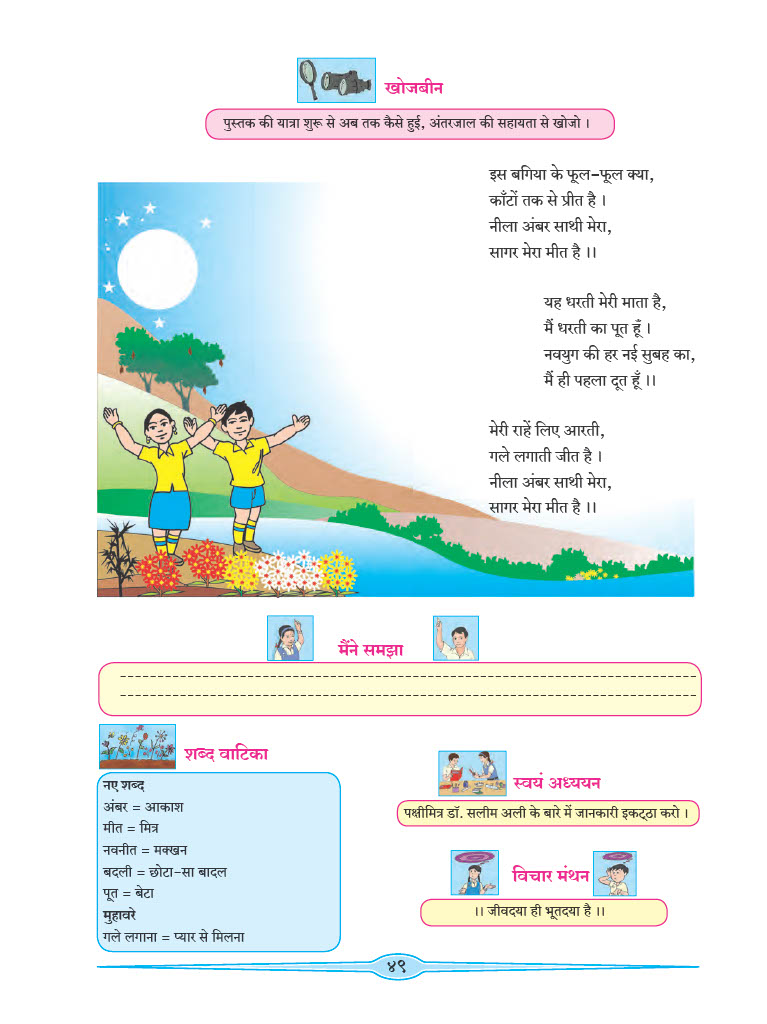 खोजबीन
पुस्तक की यात्रा शुरू से अब तक कैसे हुई, अंतरजाल की सहायता से खोजो ।
इस बगिया के फूल-फूल क्या,
काँटों तक से प्रीत है ।
नीला अंबर साथी मेरा,
सागर मेरा मीत है ।।
यह धरती मेरी माता है,
मैं धरती का पूत हूँ ।
नवयुग की हर नई सुबह का,
मैं ही पहला दूत हूँ ।।
मेरी राहें लिए आरती,
गले लगाती जीत है ।
नीला अंबर साथी मेरा,
सागर मेरा मीत है ।।
मैंने समझा
शब्द वाटिका
नए शब्द
अंबर = आकाश
मीत = मित्र
नवनीत = मक्खन
बदली = छोटा-सा बादल
पूत = बेटा
मुहावरे
गले लगाना = प्यार से मिलना
स्वयं अध्ययन
पक्षीमित्र डॉ. सलीम अली के बारे में जानकारी इकट्ठा करो ।
विचार मंथन
।। जीवदया ही भूतदया है ।।
४९